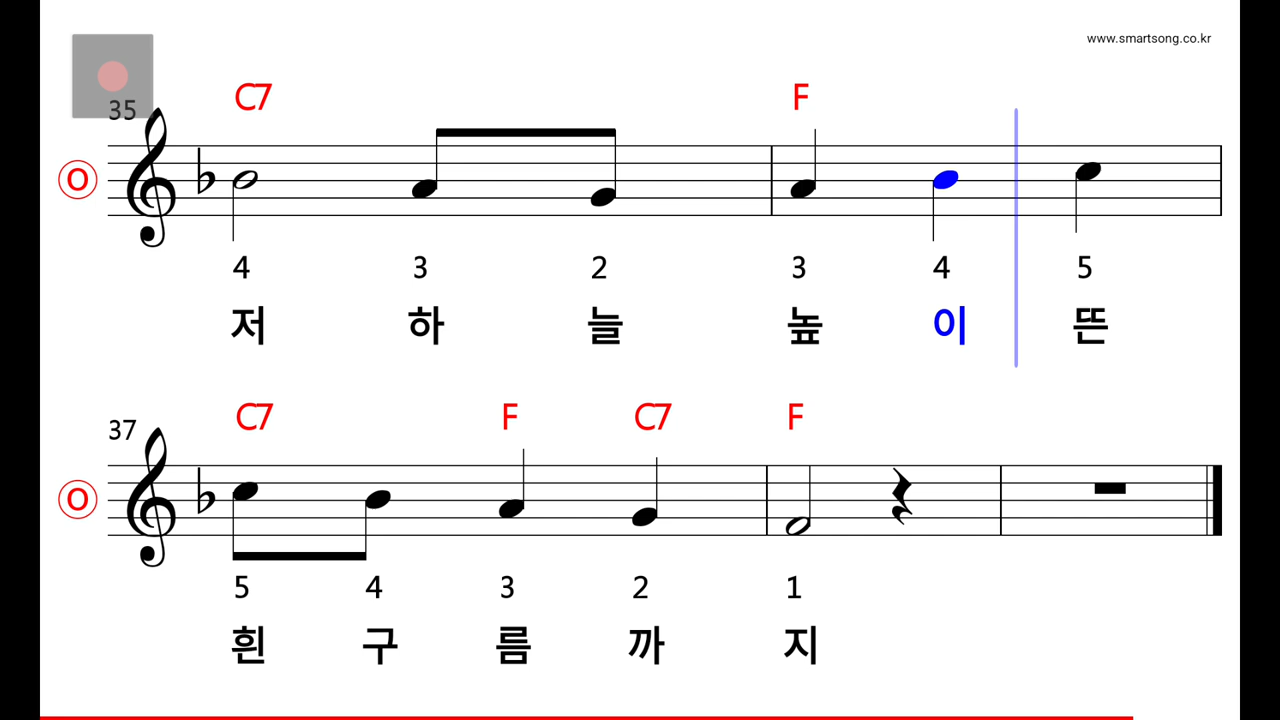 www.smartsong.co.kr
35 C7 F
O
4 3 2 3 4 5
저 하 늘 높 이 뜬
37 C7 F C7 F
O
5 4 3 2 1
흰 구 름 까 지